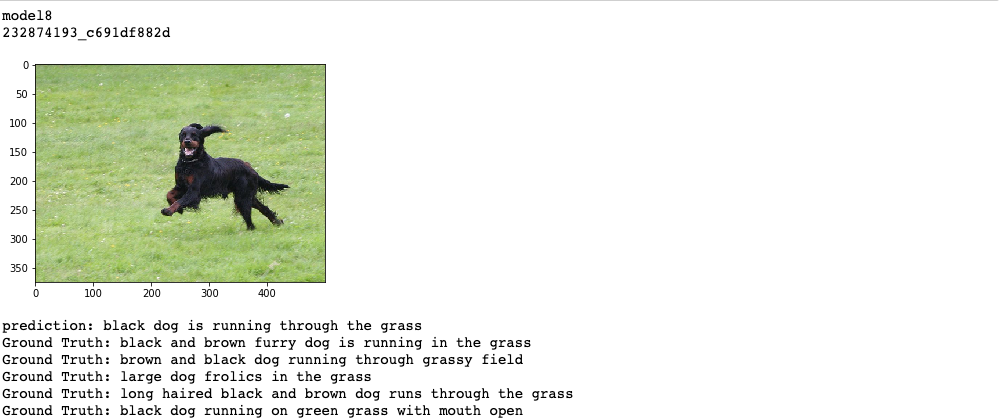 model8
232874193_c691df882d
0
50
100
150
200
250
300
350
0 100 200 300 400
prediction: black dog is running through the grass
Ground Truth: black and brown furry dog is running in the grass
Ground Truth: brown and black dog running through grassy field
Ground Truth: large dog frolics in the grass
Ground Truth: long haired black and brown dog runs through the grass
Ground Truth: black dog running on green grass with mouth open